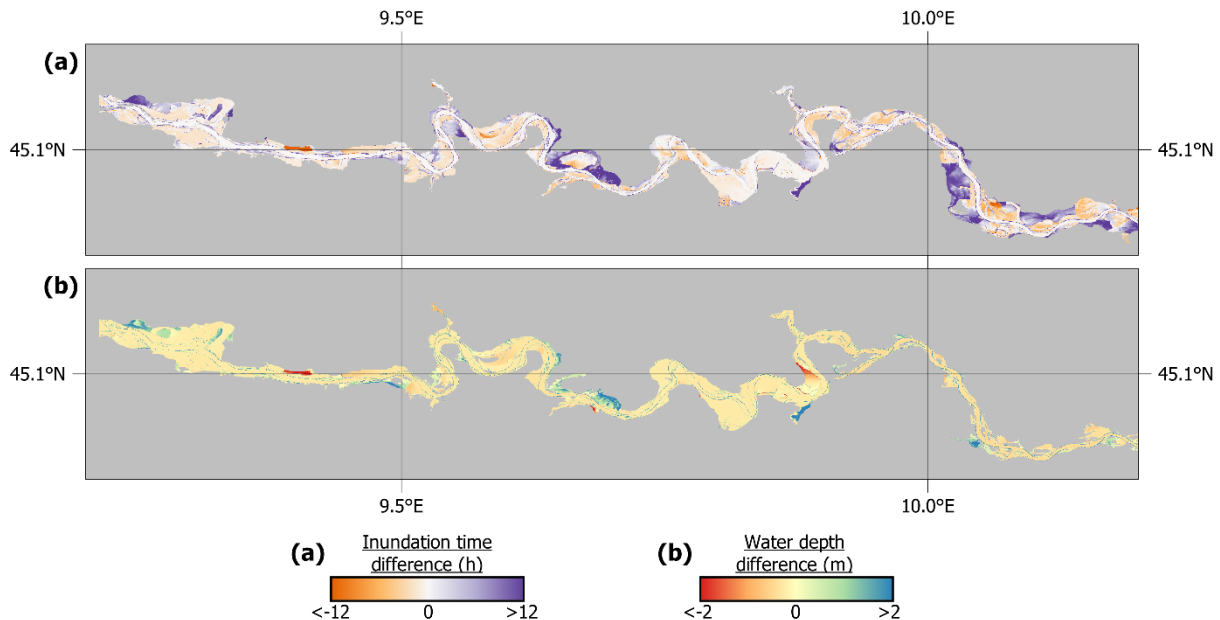 9.5°E 10.0°E
(a)
45.1°N 45.1°N
(b)
45.1°N 45.1°N
9.5°E 10.0°E
(a) Inundation time
difference (h)
<-12 0 >12
(b) Water depth
difference (m)
<-2 0 >2